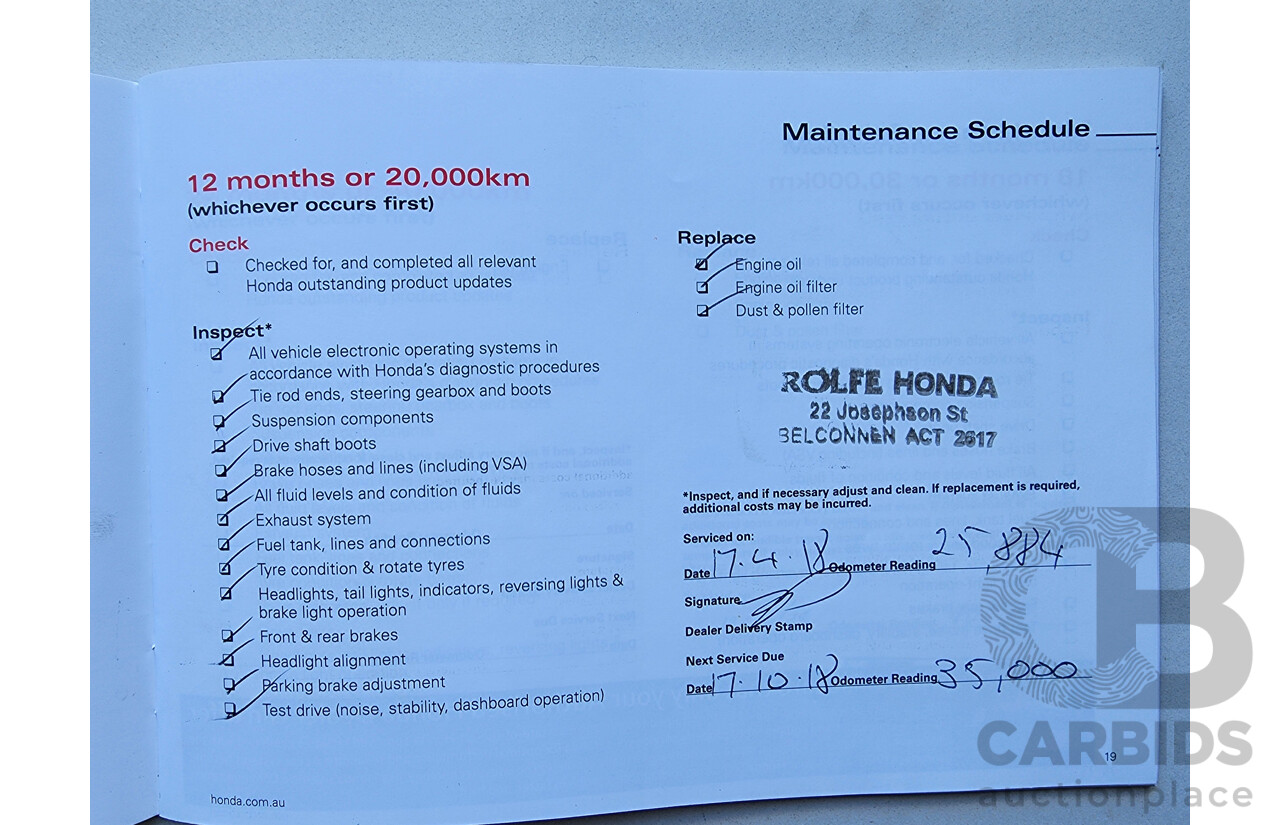 Maintenance Schedule
12 months or 20,000km
(whichever occurs first)
Check
Checked for, and completed all relevant
Honda outstanding product updates
Inspect*
All vehicle electronic operating systems in
accordance with Honda's diagnostic procedures
Tie rod ends, steering gearbox and boots
Suspension components
Drive shaft boots
Brake hoses and lines (including VSA)
All fluid levels and condition of fluids
Exhaust system
Fuel tank, lines and connections
Tyre condition & rotate tyres
Headlights, tail lights, indicators, reversing lights &
brake light operation
Front & rear brakes
Headlight alignment
Parking brake adjustment
Test drive (noise, stability, dashboard operation)
honda.com.au
Replace
Engine oil
Engine oil filter
Dust & pollen filter
ROLFE HONDA
22 Josephson St
BELCONNEN ACT 2617
*Inspect, and if necessary adjust and clean. If replacement is required,
additional costs may be incurred.
Serviced on:
Date 17.4.18 Odometer Reading 25,884
Signature
Dealer Delivery Stamp
Next Service Due
Date 17.10.18 Odometer Reading 35,000
19
CB
CARBIDS
auctionplace